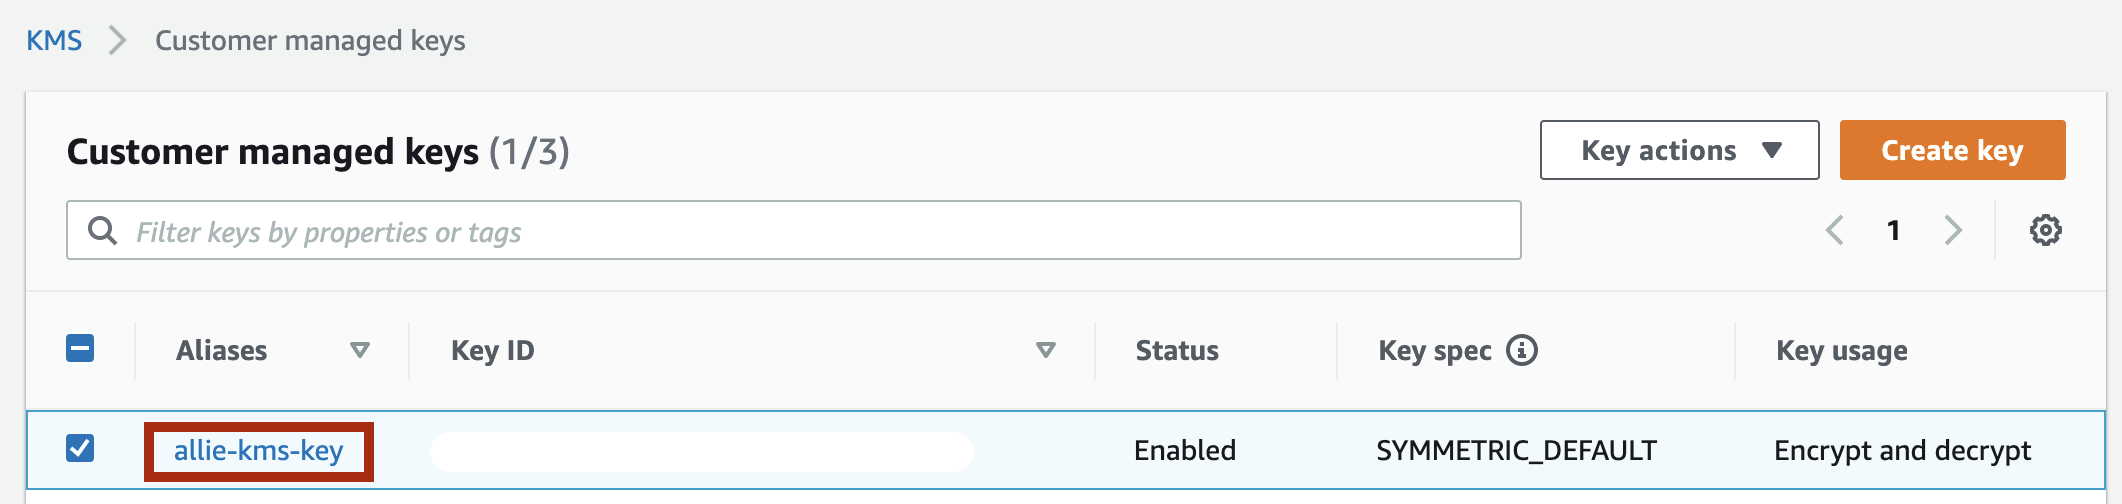 KMS > Customer managed keys
Customer managed keys (1/3)
Key actions
Create key
Filter keys by properties or tags
1
Aliases Key ID Status Key spec Key usage
allie-kms-key Enabled SYMMETRIC_DEFAULT Encrypt and decrypt